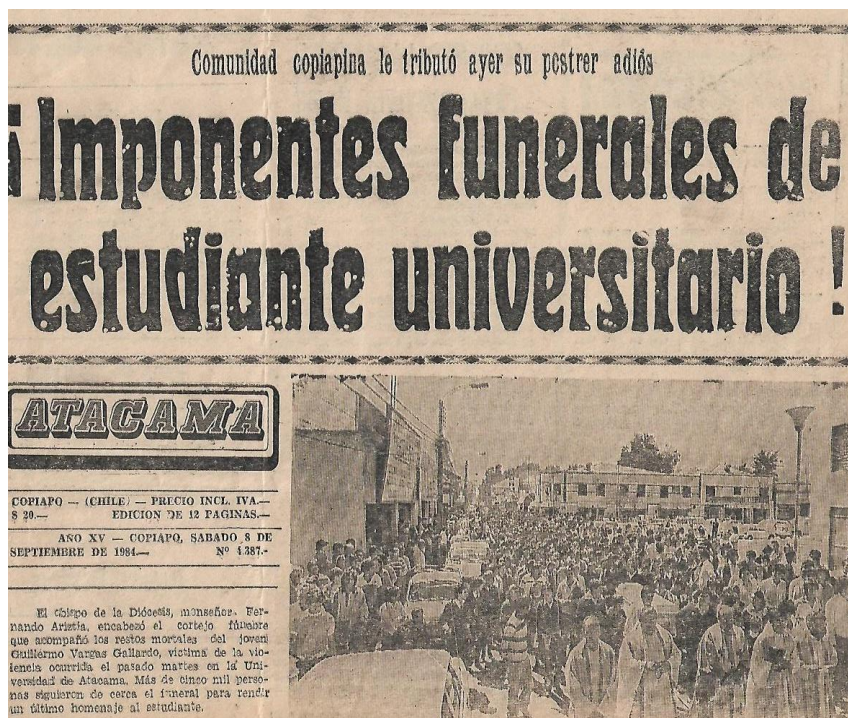 Comunidad copiapina le tributó ayer su postrer adiós
¡Imponentes funerales de
estudiante universitario!
ATACAMA
COPIAPO — (CHILE) — PRECIO INCL. IVA.—
$ 20.— EDICION DE 12 PAGINAS.—
AÑO XV — COPIAPO, SABADO 8 DE
SEPTIEMBRE DE 1984.— Nº 4.387.-
El obispo de la Diócesis, monseñor Fer-
nando Ariztía, encabezó el cortejo fúnebre
que acompañó los restos mortales del joven
Guillermo Vargas Gallardo, víctima de la vio-
lencia ocurrida el pasado martes en la Uni-
versidad de Atacama. Más de cinco mil perso-
nas siguieron de cerca el funeral para rendir
un último homenaje al estudiante.